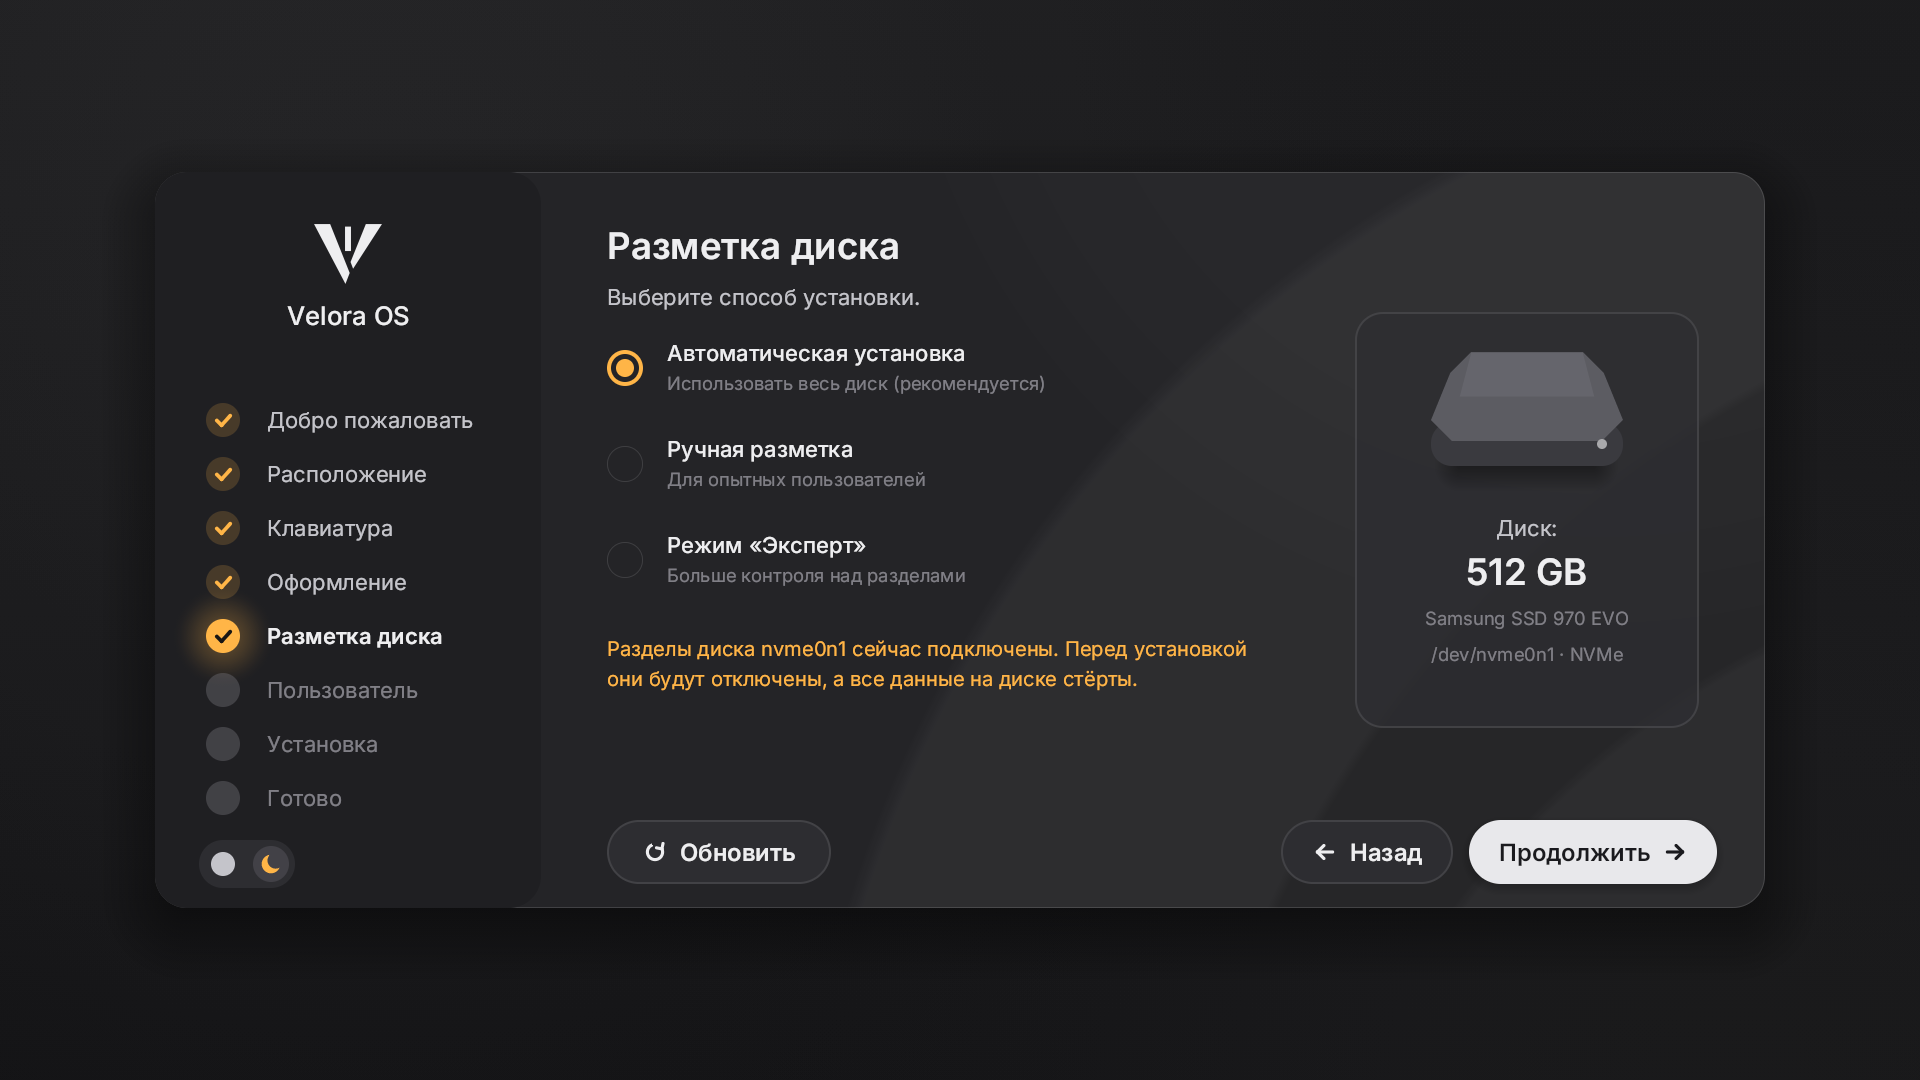 Velora OS
Добро пожаловать
Расположение
Клавиатура
Оформление
Разметка диска
Пользователь
Установка
Готово
Разметка диска
Выберите способ установки.
Автоматическая установка
Использовать весь диск (рекомендуется)
Ручная разметка
Для опытных пользователей
Режим «Эксперт»
Больше контроля над разделами
Разделы диска nvme0n1 сейчас подключены. Перед установкой
они будут отключены, а все данные на диске стёрты.
Диск:
512 GB
Samsung SSD 970 EVO
/dev/nvme0n1 · NVMe
Обновить
Назад
Продолжить